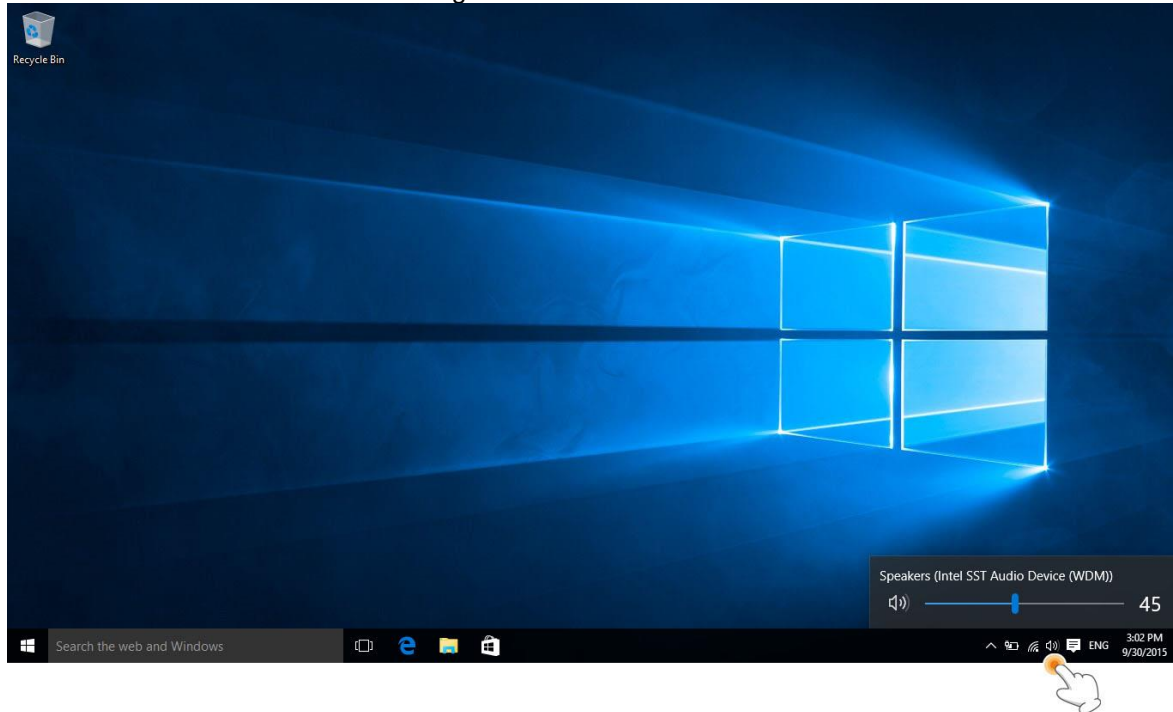 Recycle Bin
Speakers (Intel SST Audio Device (WDM))
45
Search the web and Windows
ENG
3:02 PM
9/30/2015